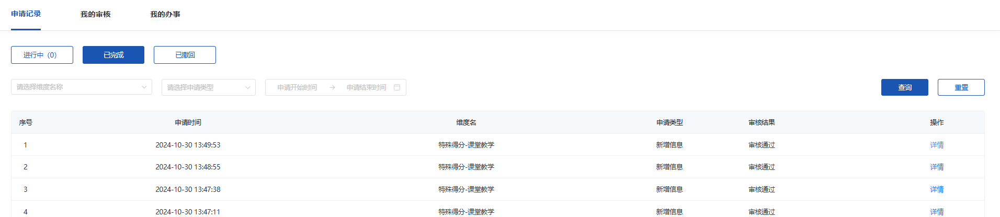 申请记录 我的审核 我的办事
进行中（0） 已完成 已撤回
请选择维度名称 请选择申请类型 申请开始时间 → 申请结束时间 查询 重置
序号 申请时间 维度名 申请类型 审核结果 操作
1 2024-10-30 13:49:53 特殊得分-课堂教学 新增信息 审核通过 详情
2 2024-10-30 13:48:55 特殊得分-课堂教学 新增信息 审核通过 详情
3 2024-10-30 13:47:38 特殊得分-课堂教学 新增信息 审核通过 详情
4 2024-10-30 13:47:11 特殊得分-课堂教学 新增信息 审核通过 详情